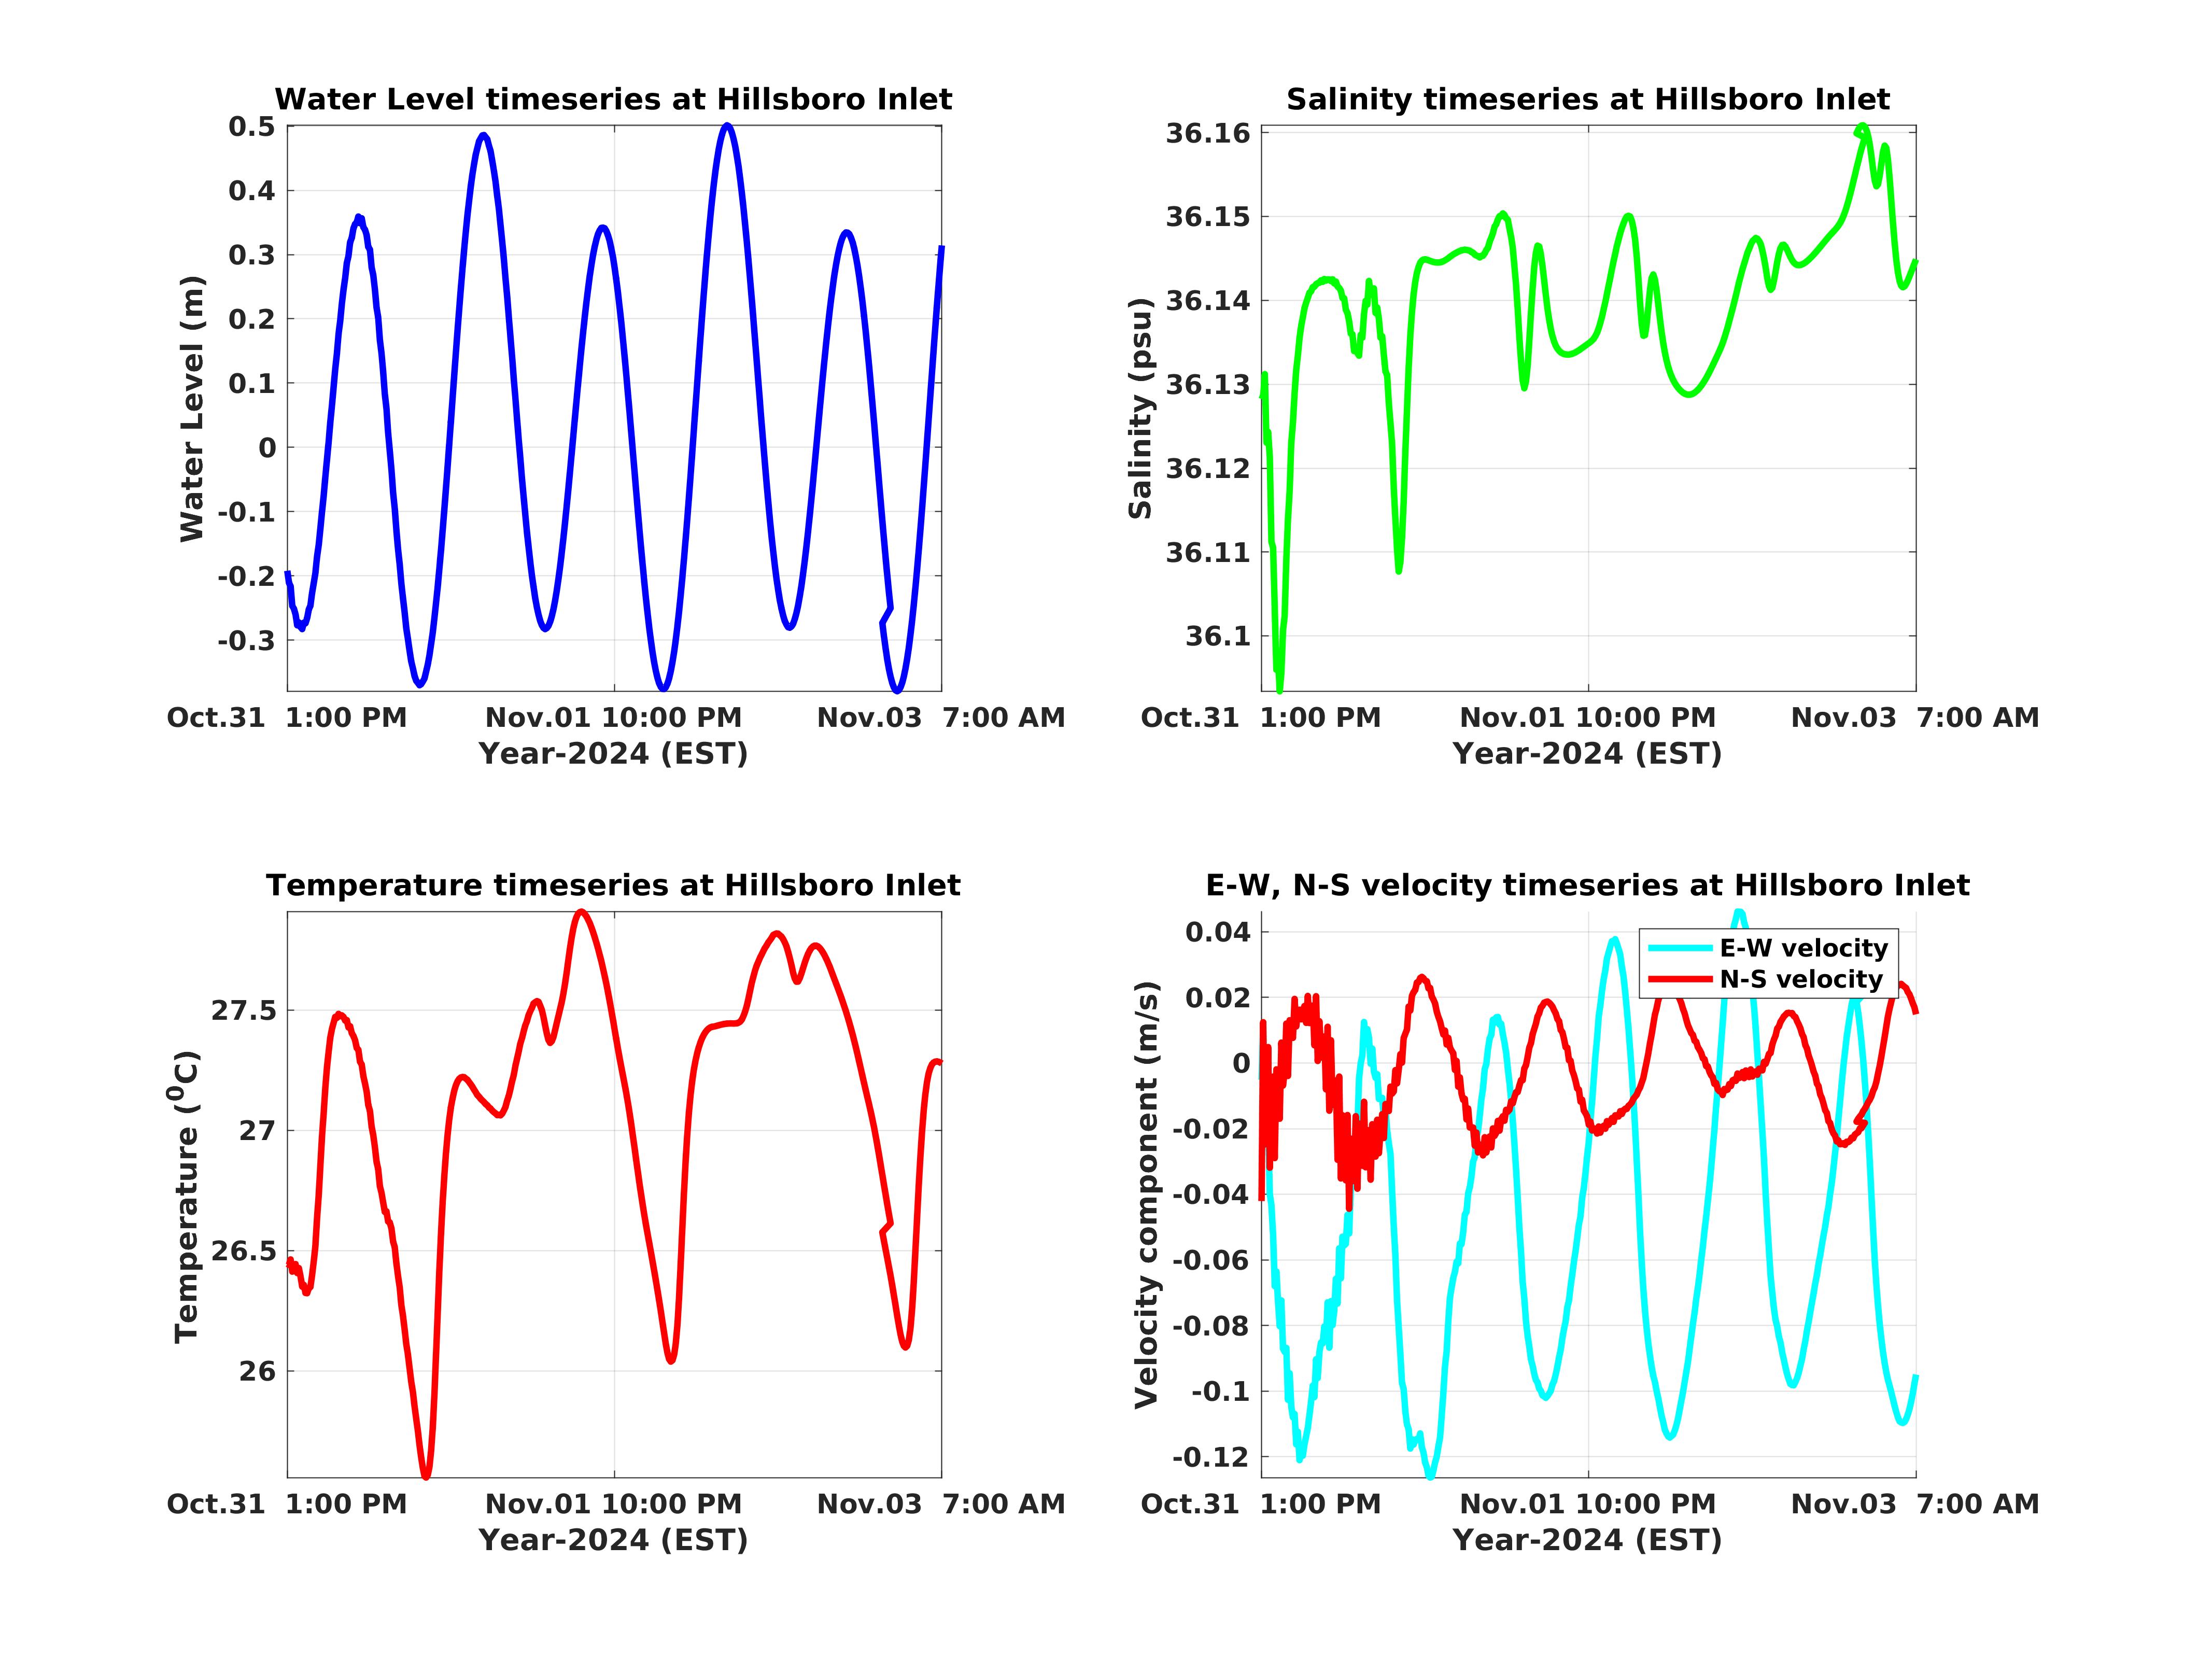 Water Level timeseries at Hillsboro Inlet
0.5
0.4
0.3
0.2
0.1
0
-0.1
-0.2
-0.3
Water Level (m)
Oct.31 1:00 PM Nov.01 10:00 PM Nov.03 7:00 AM
Year-2024 (EST)
Salinity timeseries at Hillsboro Inlet
36.16
36.15
36.14
36.13
36.12
36.11
36.1
Salinity (psu)
Oct.31 1:00 PM Nov.01 10:00 PM Nov.03 7:00 AM
Year-2024 (EST)
Temperature timeseries at Hillsboro Inlet
27.5
27
26.5
26
Temperature (⁰C)
Oct.31 1:00 PM Nov.01 10:00 PM Nov.03 7:00 AM
Year-2024 (EST)
E-W, N-S velocity timeseries at Hillsboro Inlet
0.04
0.02
0
-0.02
-0.04
-0.06
-0.08
-0.1
-0.12
Velocity component (m/s)
E-W velocity
N-S velocity
Oct.31 1:00 PM Nov.01 10:00 PM Nov.03 7:00 AM
Year-2024 (EST)